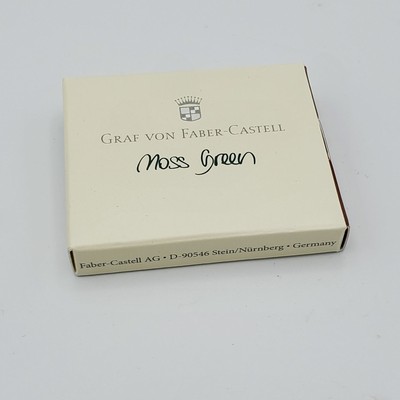 GRAF VON FABER-CASTELL
Moss Green
Faber-Castell AG • D-90546 Stein/Nürnberg • Germany